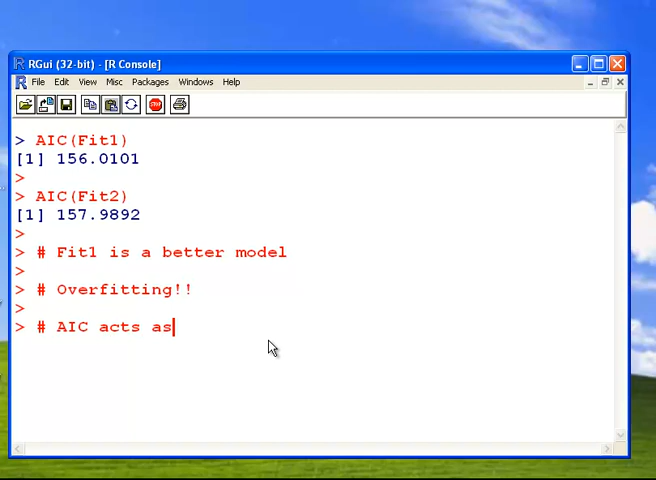 RGui (32-bit) - [R Console]
File Edit View Misc Packages Windows Help
STOP
> AIC(Fit1)
[1] 156.0101
>
> AIC(Fit2)
[1] 157.9892
>
> # Fit1 is a better model
>
> # Overfitting!!
>
> # AIC acts as